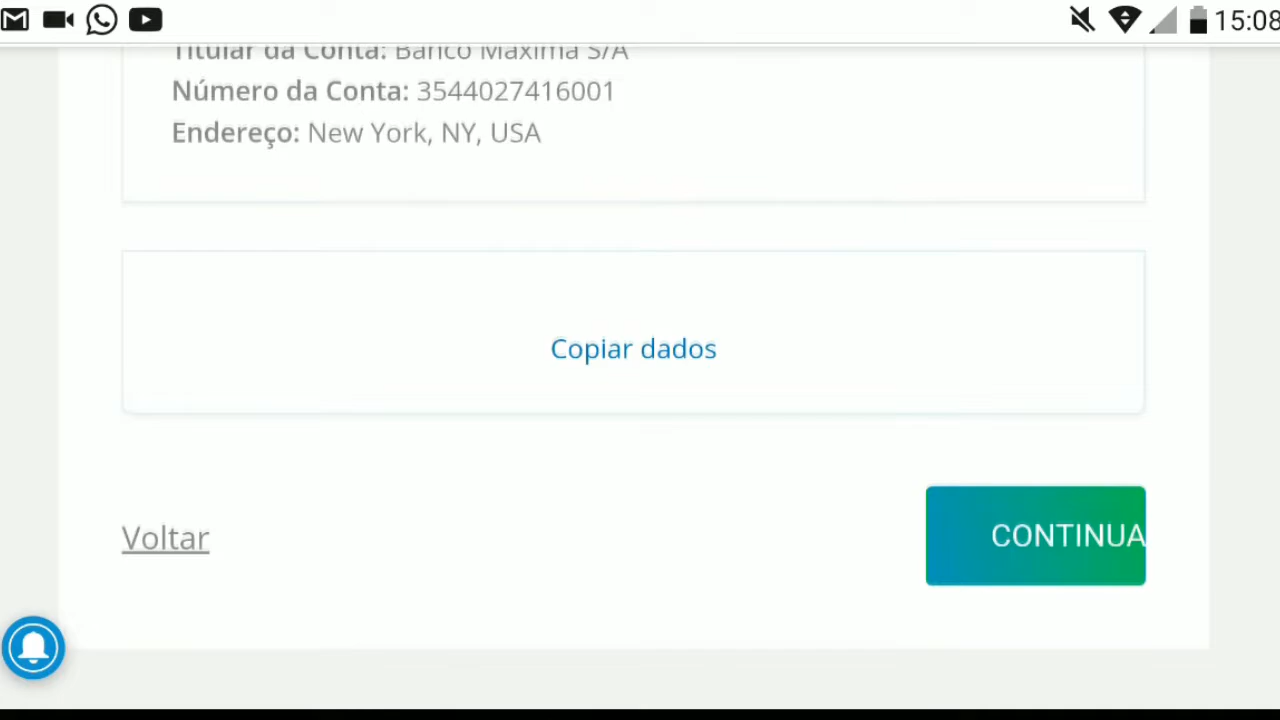 15:08
Titular da Conta: Banco Maxima S/A
Número da Conta: 3544027416001
Endereço: New York, NY, USA
Copiar dados
Voltar
CONTINUA